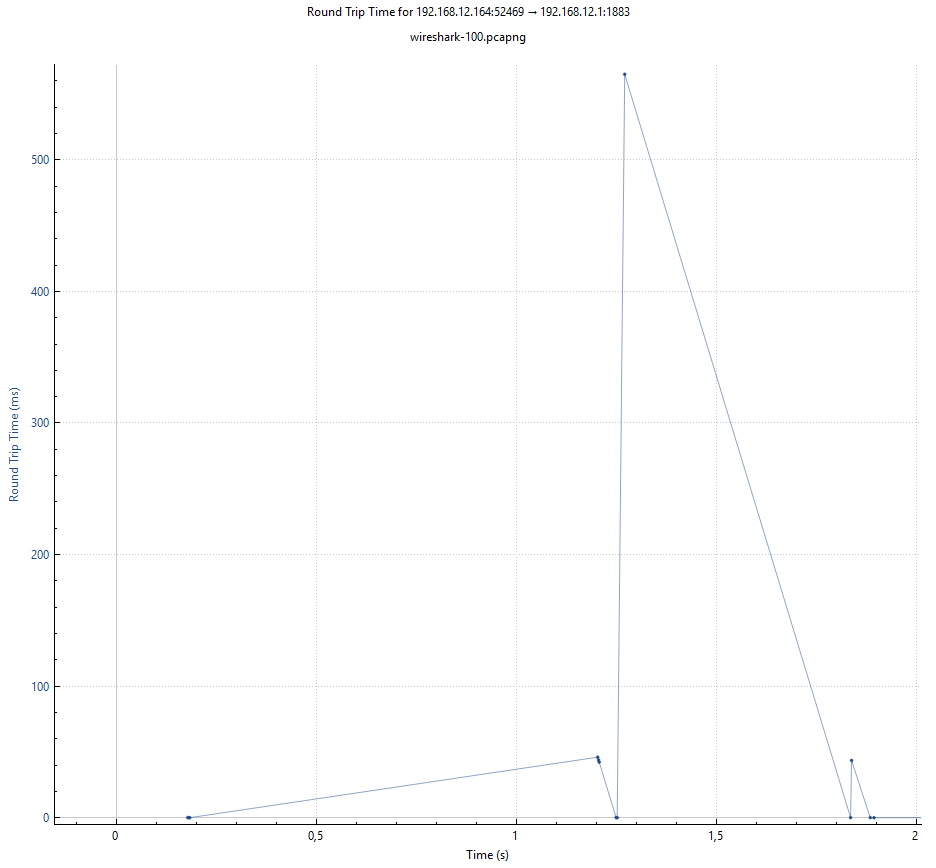 Round Trip Time for 192.168.12.164:52469 → 192.168.12.1:1883
wireshark-100.pcapng
500
400
300
200
100
0
Round Trip Time (ms)
0 0,5 1 1,5 2
Time (s)